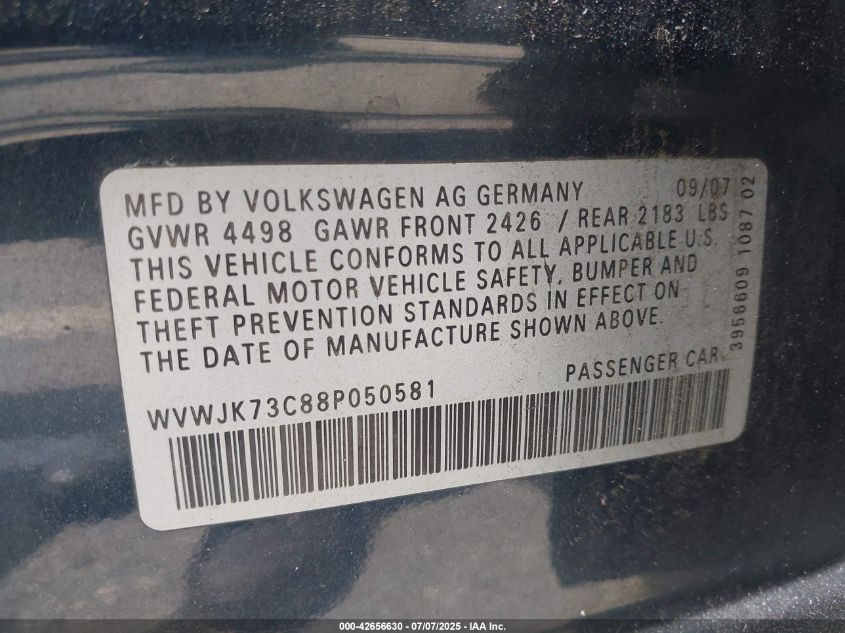 MFD BY VOLKSWAGEN AG GERMANY 09/07
GVWR 4498 GAWR FRONT 2426 / REAR 2183 LBS
THIS VEHICLE CONFORMS TO ALL APPLICABLE U.S.
FEDERAL MOTOR VEHICLE SAFETY, BUMPER AND
THEFT PREVENTION STANDARDS IN EFFECT ON
THE DATE OF MANUFACTURE SHOWN ABOVE.
PASSENGER CAR
WVWJK73C88P050581
3956609 1087 02
000-42656630 - 07/07/2025 - IAA Inc.